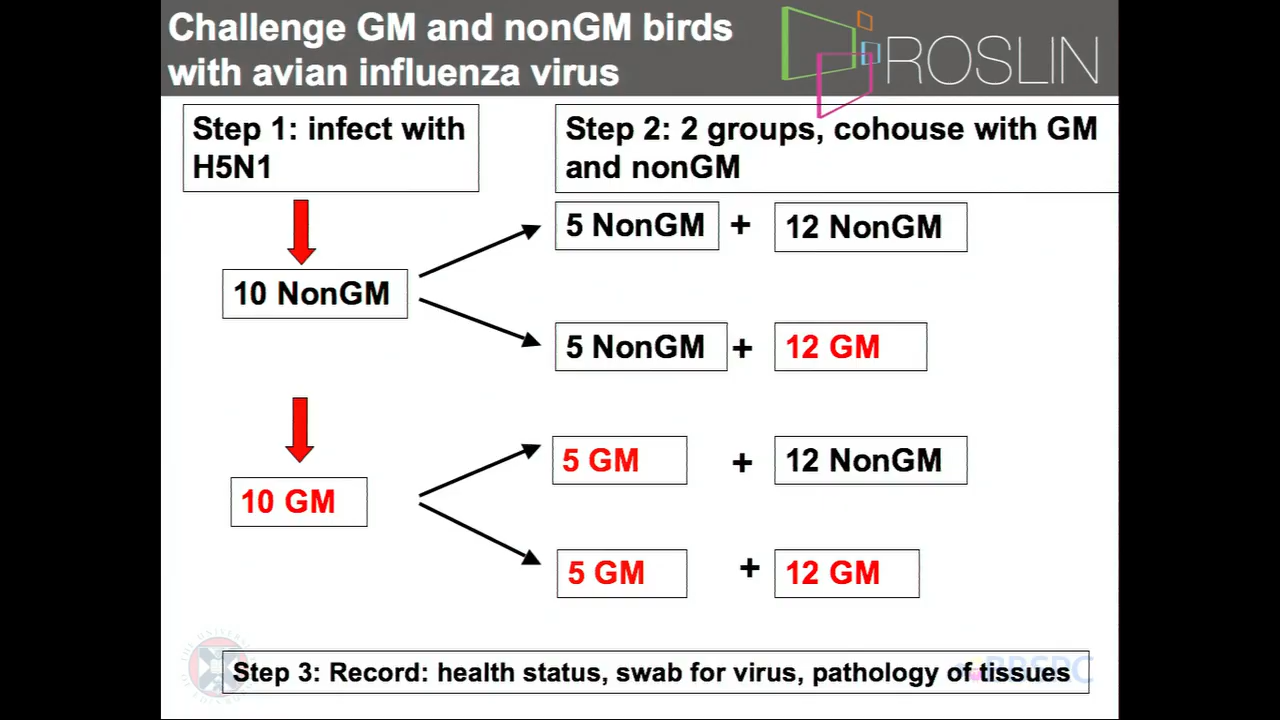 Challenge GM and nonGM birds
with avian influenza virus
ROSLIN
Step 1: infect with
H5N1
Step 2: 2 groups, cohouse with GM
and nonGM
10 NonGM
5 NonGM + 12 NonGM
5 NonGM + 12 GM
10 GM
5 GM + 12 NonGM
5 GM + 12 GM
Step 3: Record: health status, swab for virus, pathology of tissues